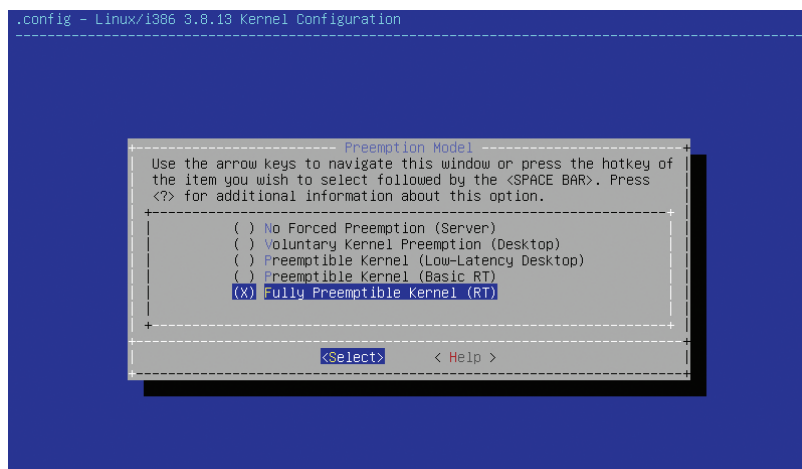 .config - Linux/i386 3.8.13 Kernel Configuration
Preemption Model
Use the arrow keys to navigate this window or press the hotkey of
the item you wish to select followed by the <SPACE BAR>. Press
<?> for additional information about this option.
( ) No Forced Preemption (Server)
( ) Voluntary Kernel Preemption (Desktop)
( ) Preemptible Kernel (Low-Latency Desktop)
( ) Preemptible Kernel (Basic RT)
(X) Fully Preemptible Kernel (RT)
<Select> < Help >